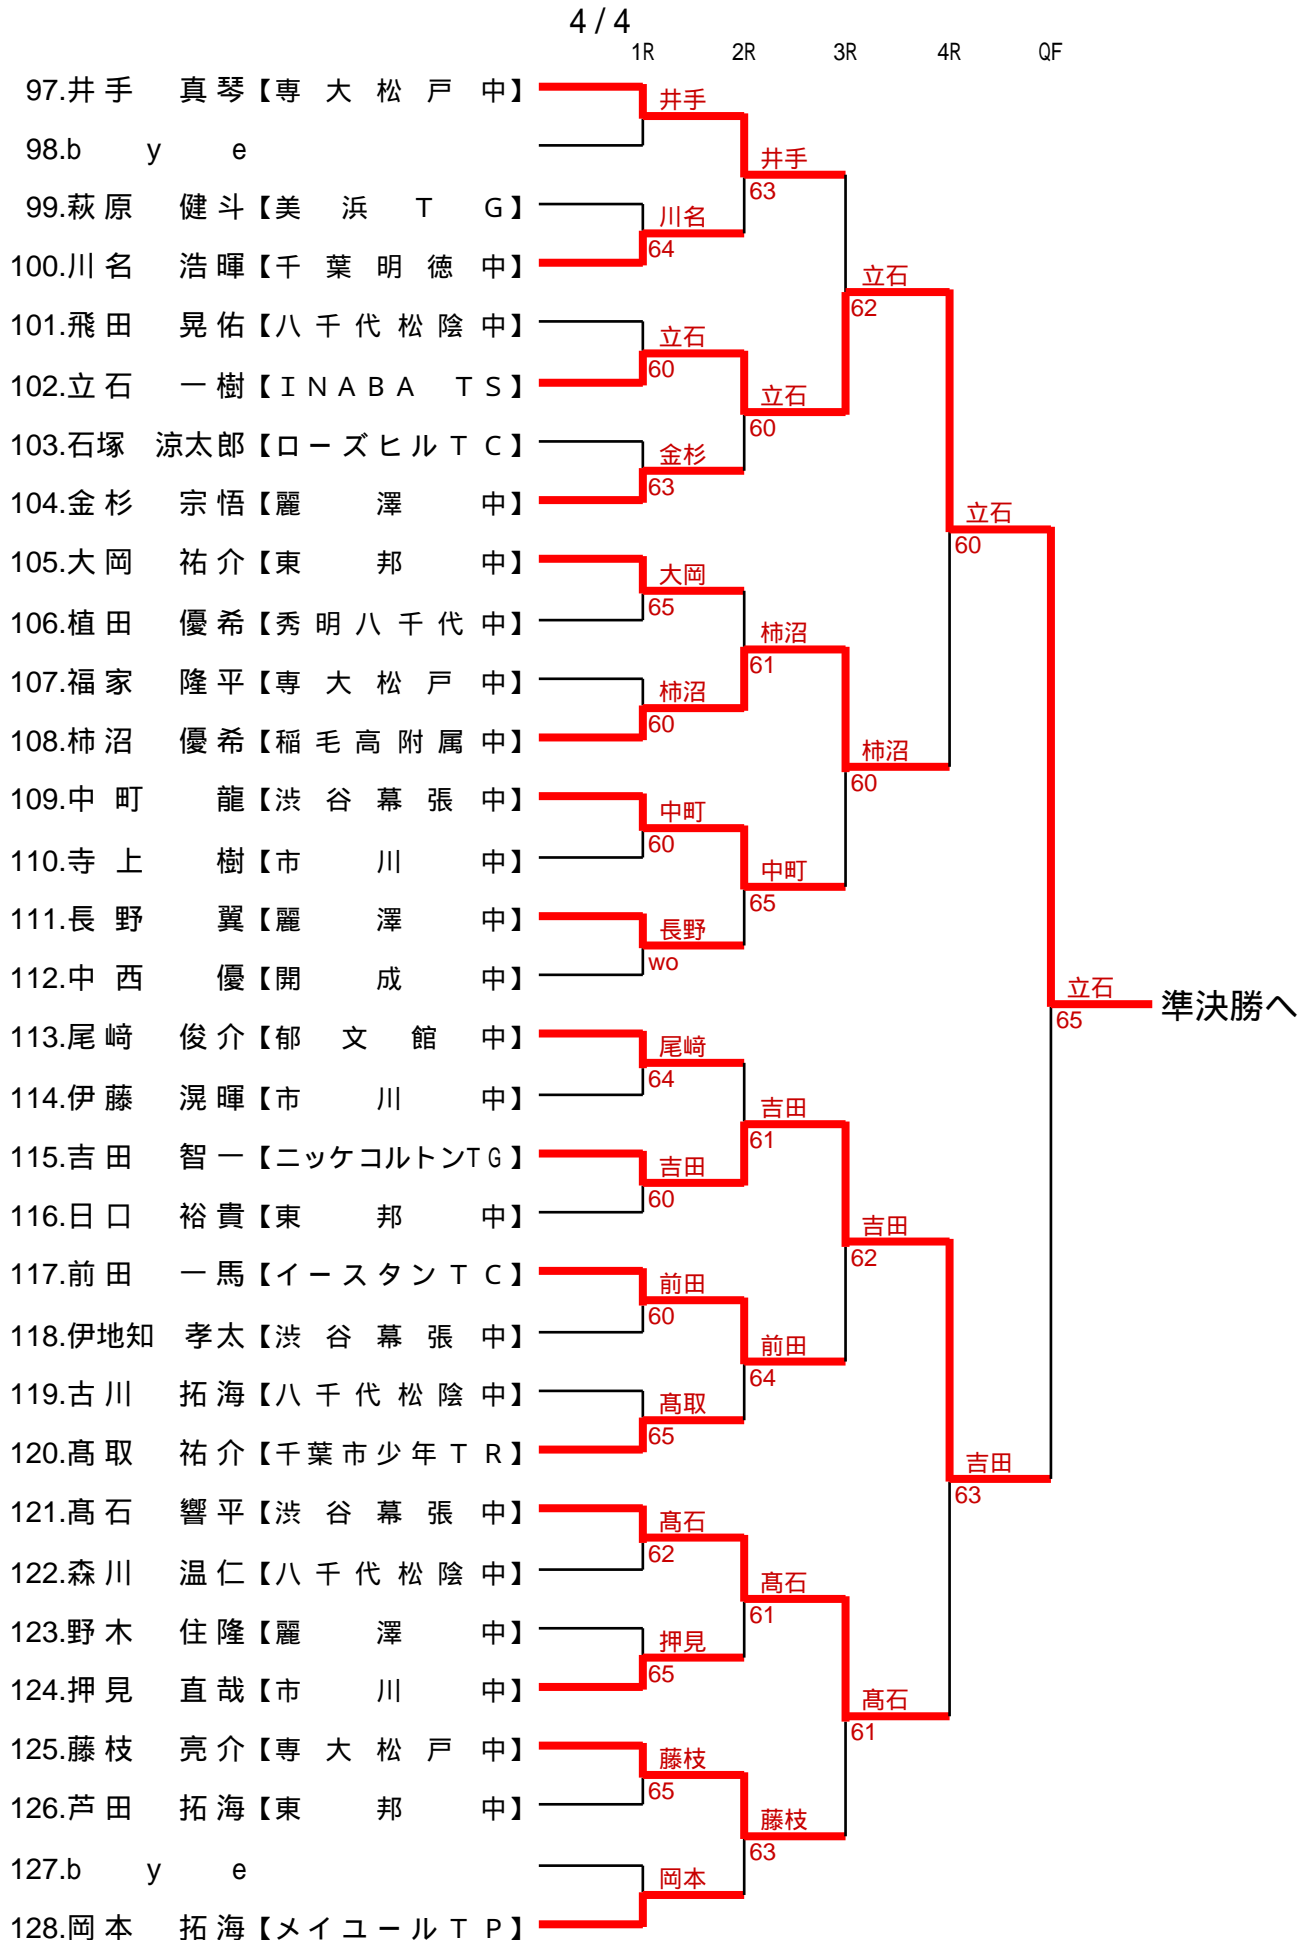 4 / 4
1R 2R 3R 4R QF
97.井手 真琴【専大松戸中】
井手
98.bye
井手
63
99.萩原 健斗【美浜TG】
川名
64
100.川名 浩暉【千葉明徳中】
立石
62
101.飛田 晃佑【八千代松陰中】
立石
60
102.立石 一樹【INABA TS】
立石
60
103.石塚 涼太郎【ローズヒルTC】
金杉
63
104.金杉 宗悟【麗澤中】
立石
60
105.大岡 祐介【東邦中】
大岡
65
106.植田 優希【秀明八千代中】
柿沼
61
107.福家 隆平【専大松戸中】
柿沼
60
108.柿沼 優希【稲毛高附属中】
柿沼
60
109.中町 龍【渋谷幕張中】
中町
60
110.寺上 樹【市川中】
中町
65
111.長野 翼【麗澤中】
長野
wo
112.中西 優【開成中】
立石
65
準決勝へ
113.尾﨑 俊介【郁文館中】
尾﨑
64
114.伊藤 滉暉【市川中】
吉田
61
115.吉田 智一【ニッケコルトンTG】
吉田
60
116.日口 裕貴【東邦中】
吉田
62
117.前田 一馬【イースタンTC】
前田
60
118.伊地知 孝太【渋谷幕張中】
前田
64
119.古川 拓海【八千代松陰中】
髙取
65
120.髙取 祐介【千葉市少年TR】
吉田
63
121.髙石 響平【渋谷幕張中】
髙石
62
122.森川 温仁【八千代松陰中】
髙石
61
123.野木 住隆【麗澤中】
押見
65
124.押見 直哉【市川中】
髙石
61
125.藤枝 亮介【専大松戸中】
藤枝
65
126.芦田 拓海【東邦中】
藤枝
63
127.bye
岡本
128.岡本 拓海【メイユールTP】